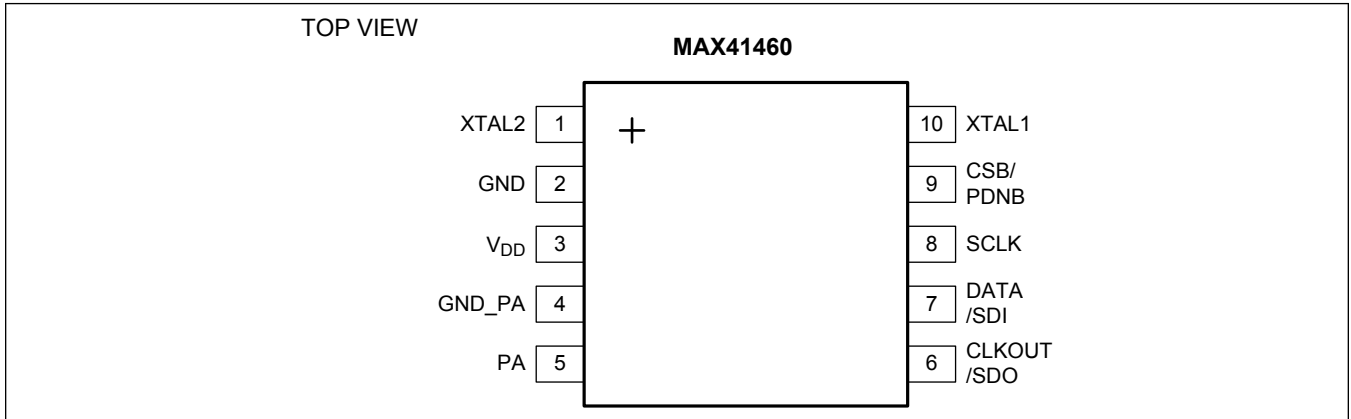 TOP VIEW
MAX41460
XTAL2 1
GND 2
VDD 3
GND_PA 4
PA 5
+
10 XTAL1
9 CSB/
PDNB
8 SCLK
7 DATA
/SDI
6 CLKOUT
/SDO